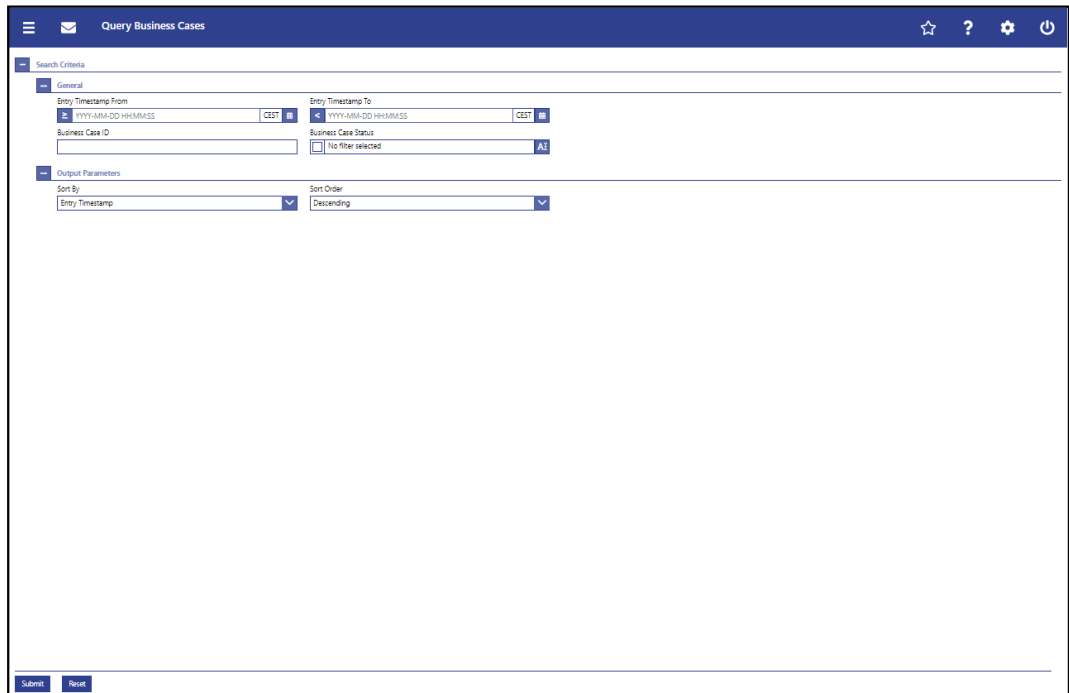 Query Business Cases
?
Search Criteria
General
Entry Timestamp From Entry Timestamp To
≥ YYYY-MM-DD HH:MM:SS CEST < YYYY-MM-DD HH:MM:SS CEST
Business Case ID Business Case Status
No filter selected
Output Parameters
Sort By Sort Order
Entry Timestamp Descending
Submit Reset